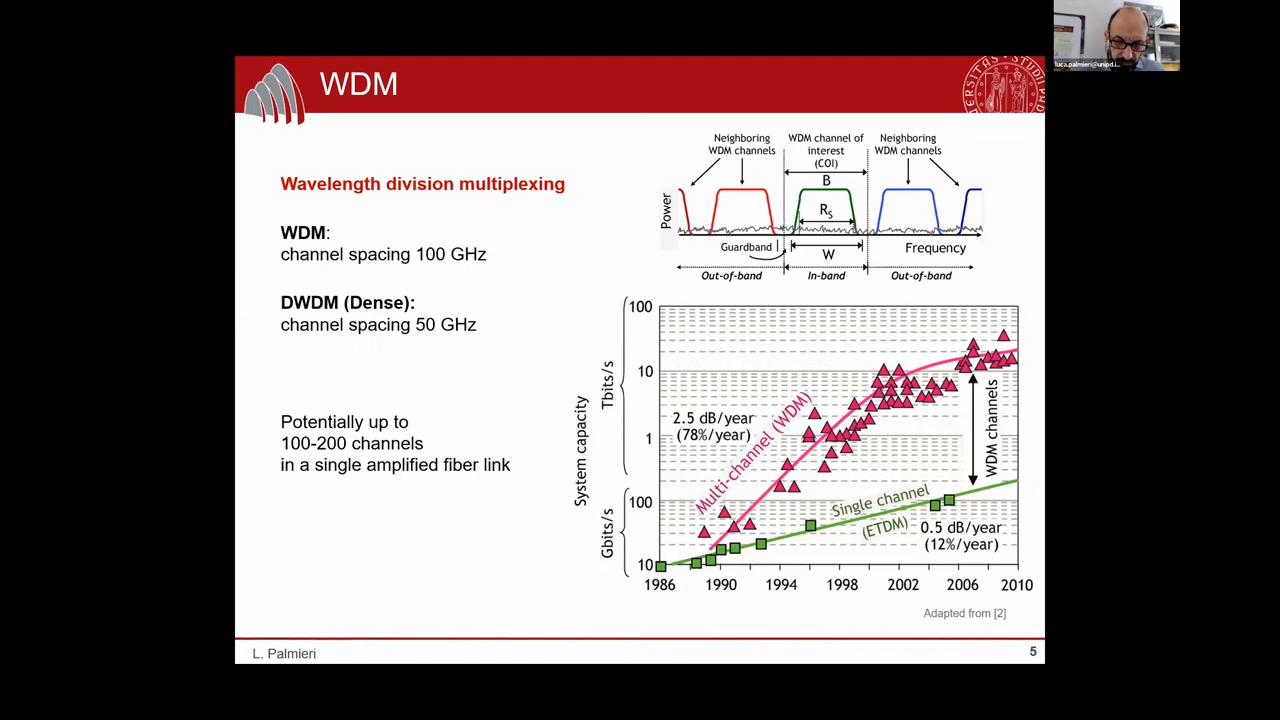 luca.palmieri@unipd.i...
WDM
Wavelength division multiplexing
WDM:
channel spacing 100 GHz
DWDM (Dense):
channel spacing 50 GHz
Potentially up to
100-200 channels
in a single amplified fiber link
Neighboring
WDM channels
WDM channel of
interest
(COI)
Neighboring
WDM channels
B
Rs
Power
Guardband
W
Frequency
Out-of-band
In-band
Out-of-band
100
10
1
100
10
Tbits/s
Gbits/s
System capacity
2.5 dB/year
(78%/year)
Multi-channel (WDM)
WDM channels
Single channel
(ETDM)
0.5 dB/year
(12%/year)
1986
1990
1994
1998
2002
2006
2010
Adapted from [2]
L. Palmieri
5